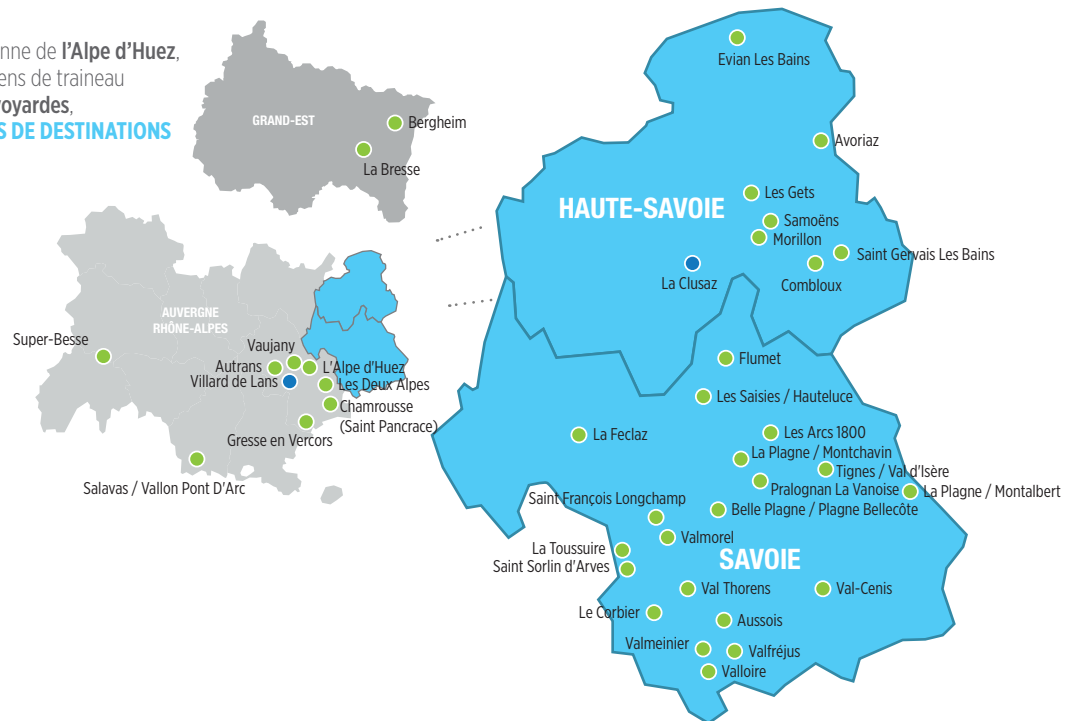 nne de l'Alpe d'Huez,
ens de traineau
oyardes,
S DE DESTINATIONS
GRAND-EST
Bergheim
La Bresse
AUVERGNE
RHÔNE-ALPES
Super-Besse
Vaujany
Autrans
L'Alpe d'Huez
Villard de Lans
Les Deux Alpes
Chamrousse
(Saint Pancrace)
Gresse en Vercors
Salavas / Vallon Pont D'Arc
Evian Les Bains
Avoriaz
Les Gets
HAUTE-SAVOIE
Samoëns
Morillon
Saint Gervais Les Bains
La Clusaz
Combloux
Flumet
Les Saisies / Hauteluce
La Feclaz
Les Arcs 1800
La Plagne / Montchavin
Tignes / Val d'Isère
Pralognan La Vanoise
La Plagne / Montalbert
Saint François Longchamp
Belle Plagne / Plagne Bellecôte
Valmorel
La Toussuire
SAVOIE
Saint Sorlin d'Arves
Val Thorens
Val-Cenis
Le Corbier
Aussois
Valmeinier
Valfréjus
Valloire